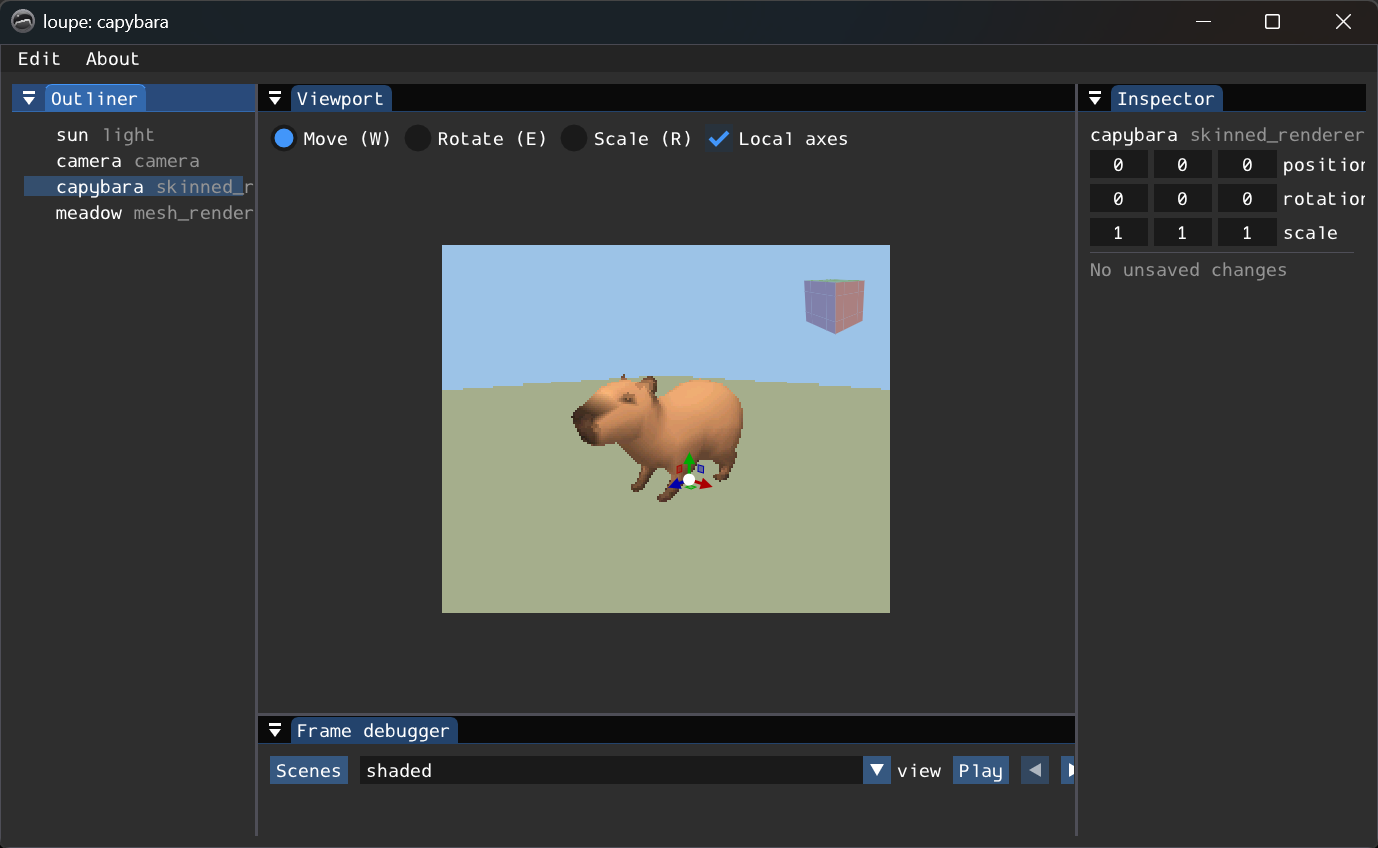 loupe: capybara
Edit About
Outliner
sun light
camera camera
capybara skinned_r
meadow mesh_render
Viewport
Move (W) Rotate (E) Scale (R) Local axes
Frame debugger
Scenes shaded view Play
Inspector
capybara skinned_renderer
0 0 0 position
0 0 0 rotation
1 1 1 scale
No unsaved changes